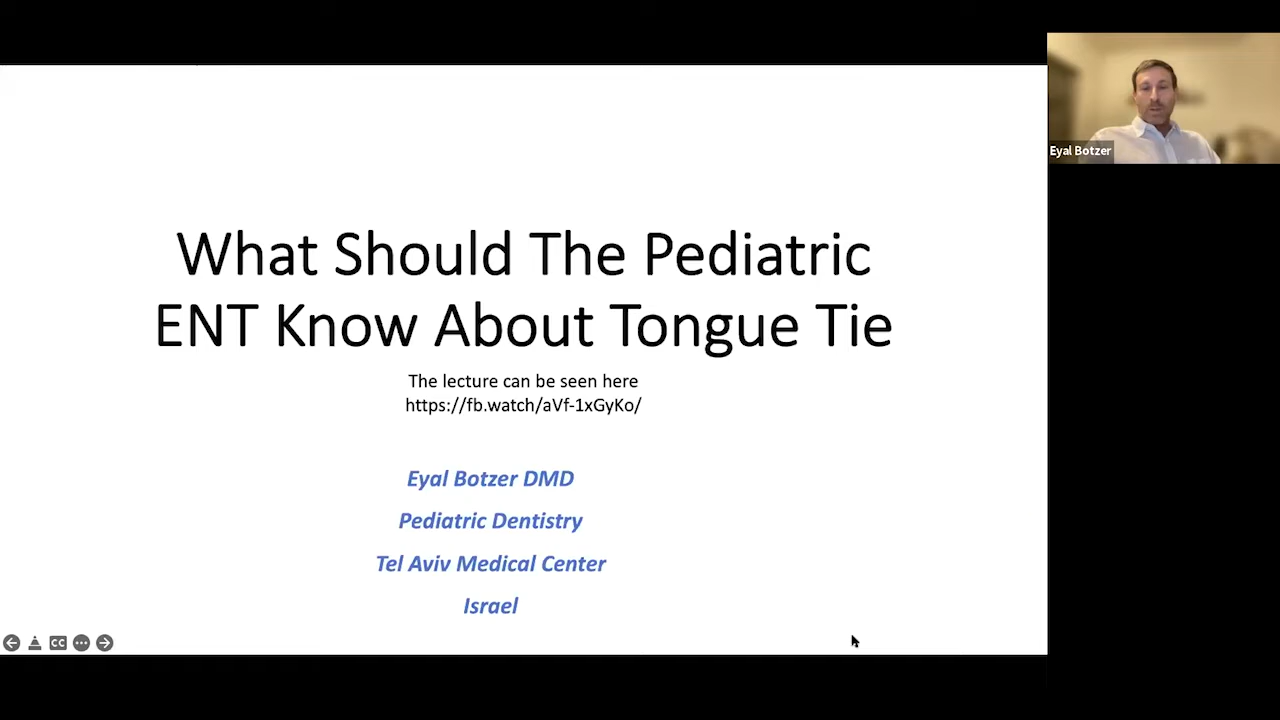 Eyal Botzer
What Should The Pediatric
ENT Know About Tongue Tie
The lecture can be seen here
https://fb.watch/aVf-1xGyKo/
Eyal Botzer DMD
Pediatric Dentistry
Tel Aviv Medical Center
Israel
CC